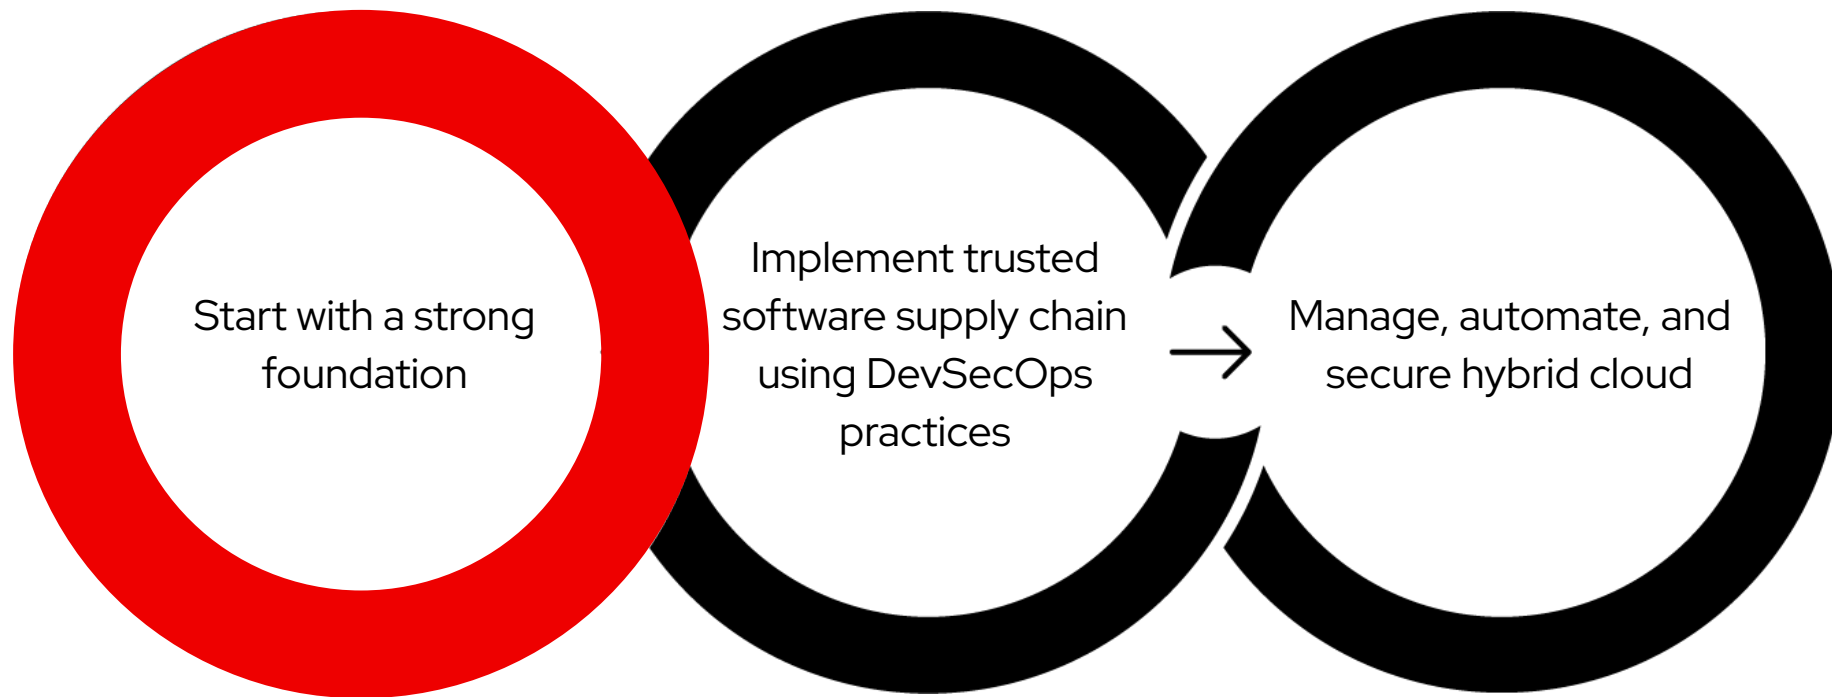 Start with a strong
foundation
Implement trusted
software supply chain
using DevSecOps
practices
Manage, automate, and
secure hybrid cloud